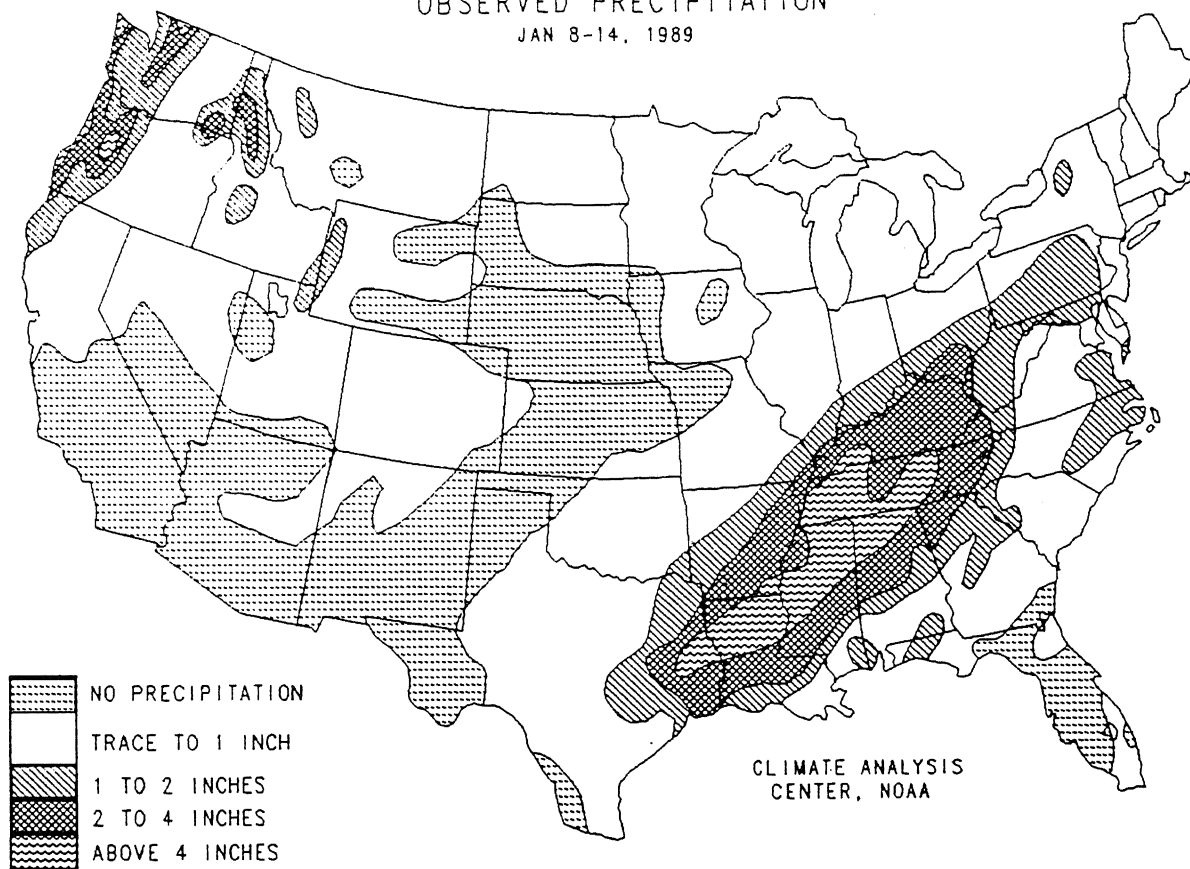 OBSERVED PRECIPITATION
JAN 8-14, 1989
NO PRECIPITATION
TRACE TO 1 INCH
1 TO 2 INCHES
2 TO 4 INCHES
ABOVE 4 INCHES
CLIMATE ANALYSIS
CENTER, NOAA